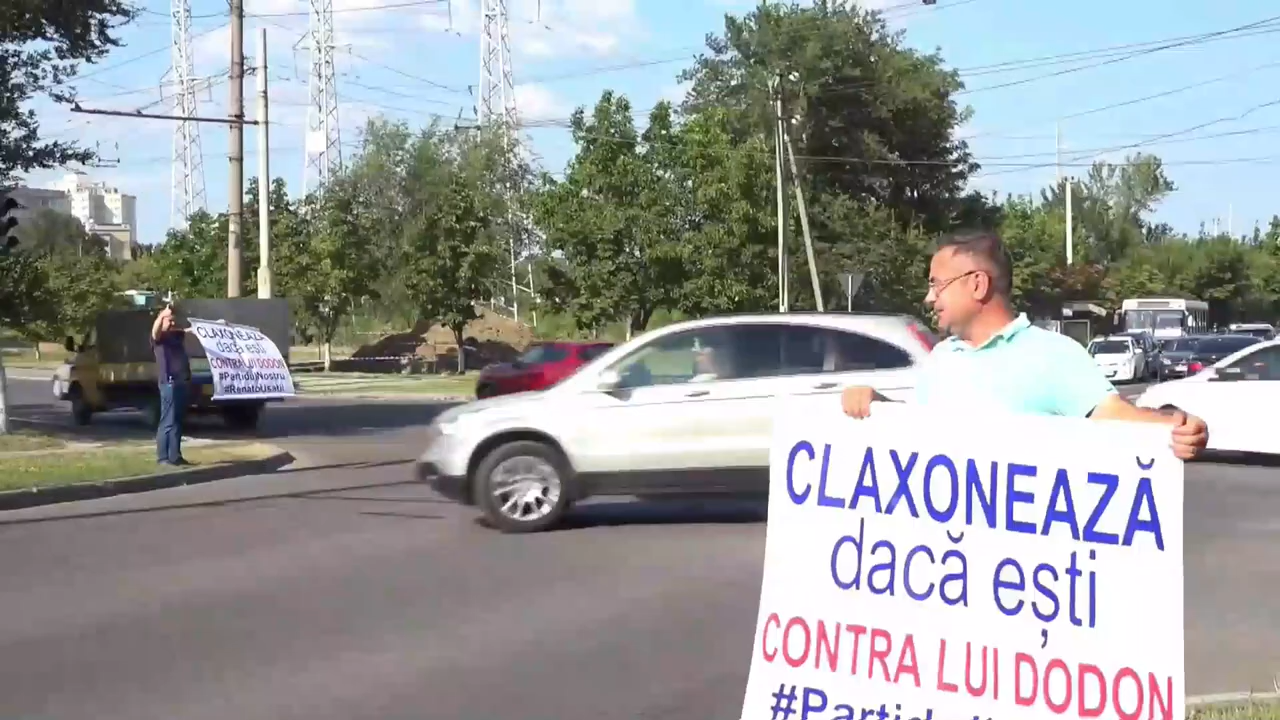 CLAXONEAZĂ
dacă ești
CONTRA LUI DODON
#PartidulNostru
#RenatoUsatii
CLAXONEAZĂ
dacă ești
CONTRA LUI DODON